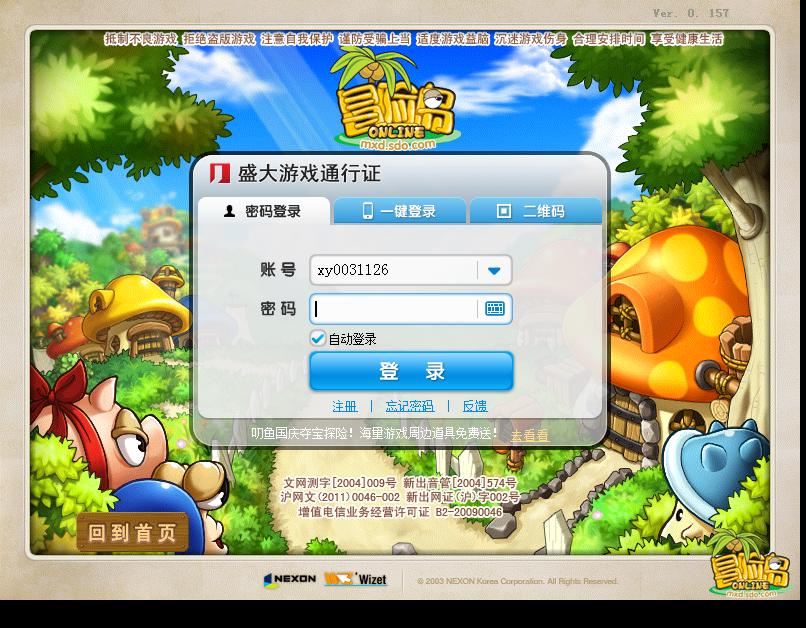 Ver. 0. 157
抵制不良游戏 拒绝盗版游戏 注意自我保护 谨防受骗上当 适度游戏益脑 沉迷游戏伤身 合理安排时间 享受健康生活
冒险岛
ONLINE
mxd.sdo.com
盛大游戏通行证
密码登录 一键登录 二维码
账号 xy0031126
密码
自动登录
登 录
注册 | 忘记密码 | 反馈
叨鱼国庆夺宝探险！海量游戏周边道具免费送！ 去看看
文网测字[2004]009号 新出音管[2004]574号
沪网文(2011)0046-002 新出网证(沪)字002号
增值电信业务经营许可证 B2-20090046
回到首页
冒险岛
ONLINE
mxd.sdo.com
NEXON Wizet © 2003 NEXON Korea Corporation. All Rights Reserved.